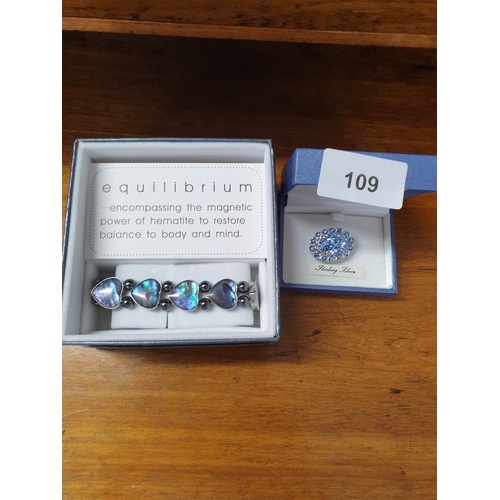 equilibrium
...encompassing the magnetic
power of hematite to restore
balance to body and mind.
109
Sterling Silver